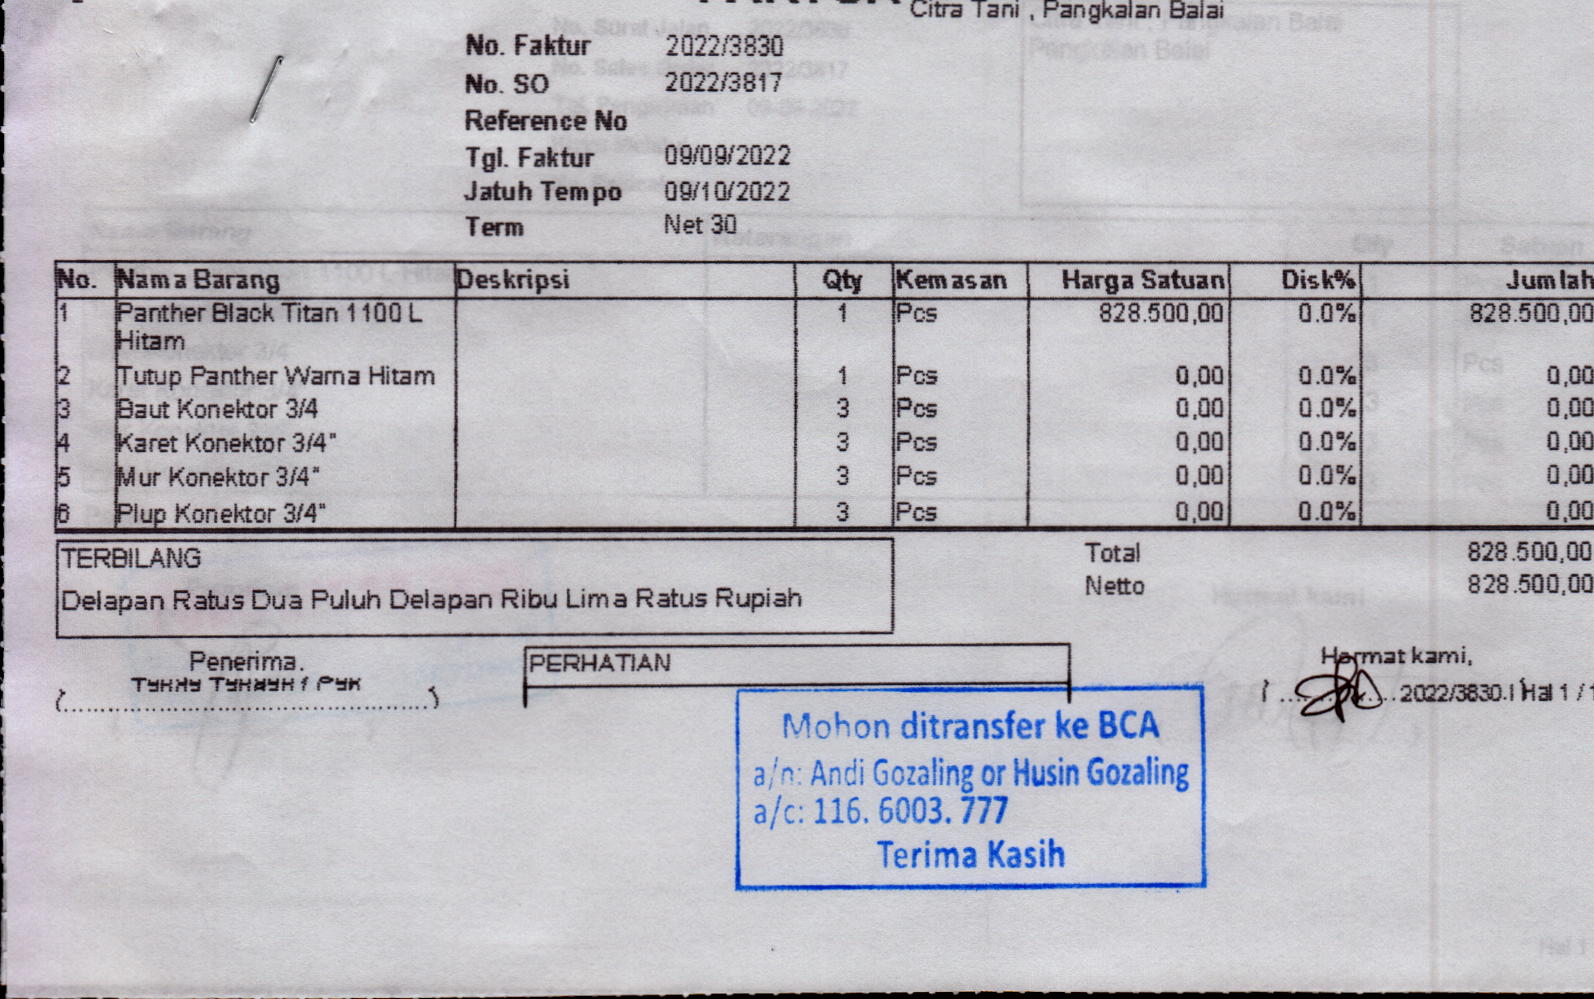 Citra Tani , Pangkalan Balai
No. Faktur 2022/3830
No. SO 2022/3817
Reference No
Tgl. Faktur 09/09/2022
Jatuh Tempo 09/10/2022
Term Net 30
No. Nama Barang Deskripsi Qty Kemasan Harga Satuan Disk% Jumlah
1 Panther Black Titan 1100 L 1 Pcs 828.500,00 0.0% 828.500,00
Hitam
2 Tutup Panther Warna Hitam 1 Pcs 0,00 0.0% 0,00
3 Baut Konektor 3/4 3 Pcs 0,00 0.0% 0,00
4 Karet Konektor 3/4" 3 Pcs 0,00 0.0% 0,00
5 Mur Konektor 3/4" 3 Pcs 0,00 0.0% 0,00
6 Plup Konektor 3/4" 3 Pcs 0,00 0.0% 0,00
TERBILANG
Delapan Ratus Dua Puluh Delapan Ribu Lima Ratus Rupiah
Total 828.500,00
Netto 828.500,00
Penerima.
PERHATIAN
Hormat kami,
2022/3830.I Hal 1 / 1
Mohon ditransfer ke BCA
a/n: Andi Gozaling or Husin Gozaling
a/c: 116. 6003. 777
Terima Kasih